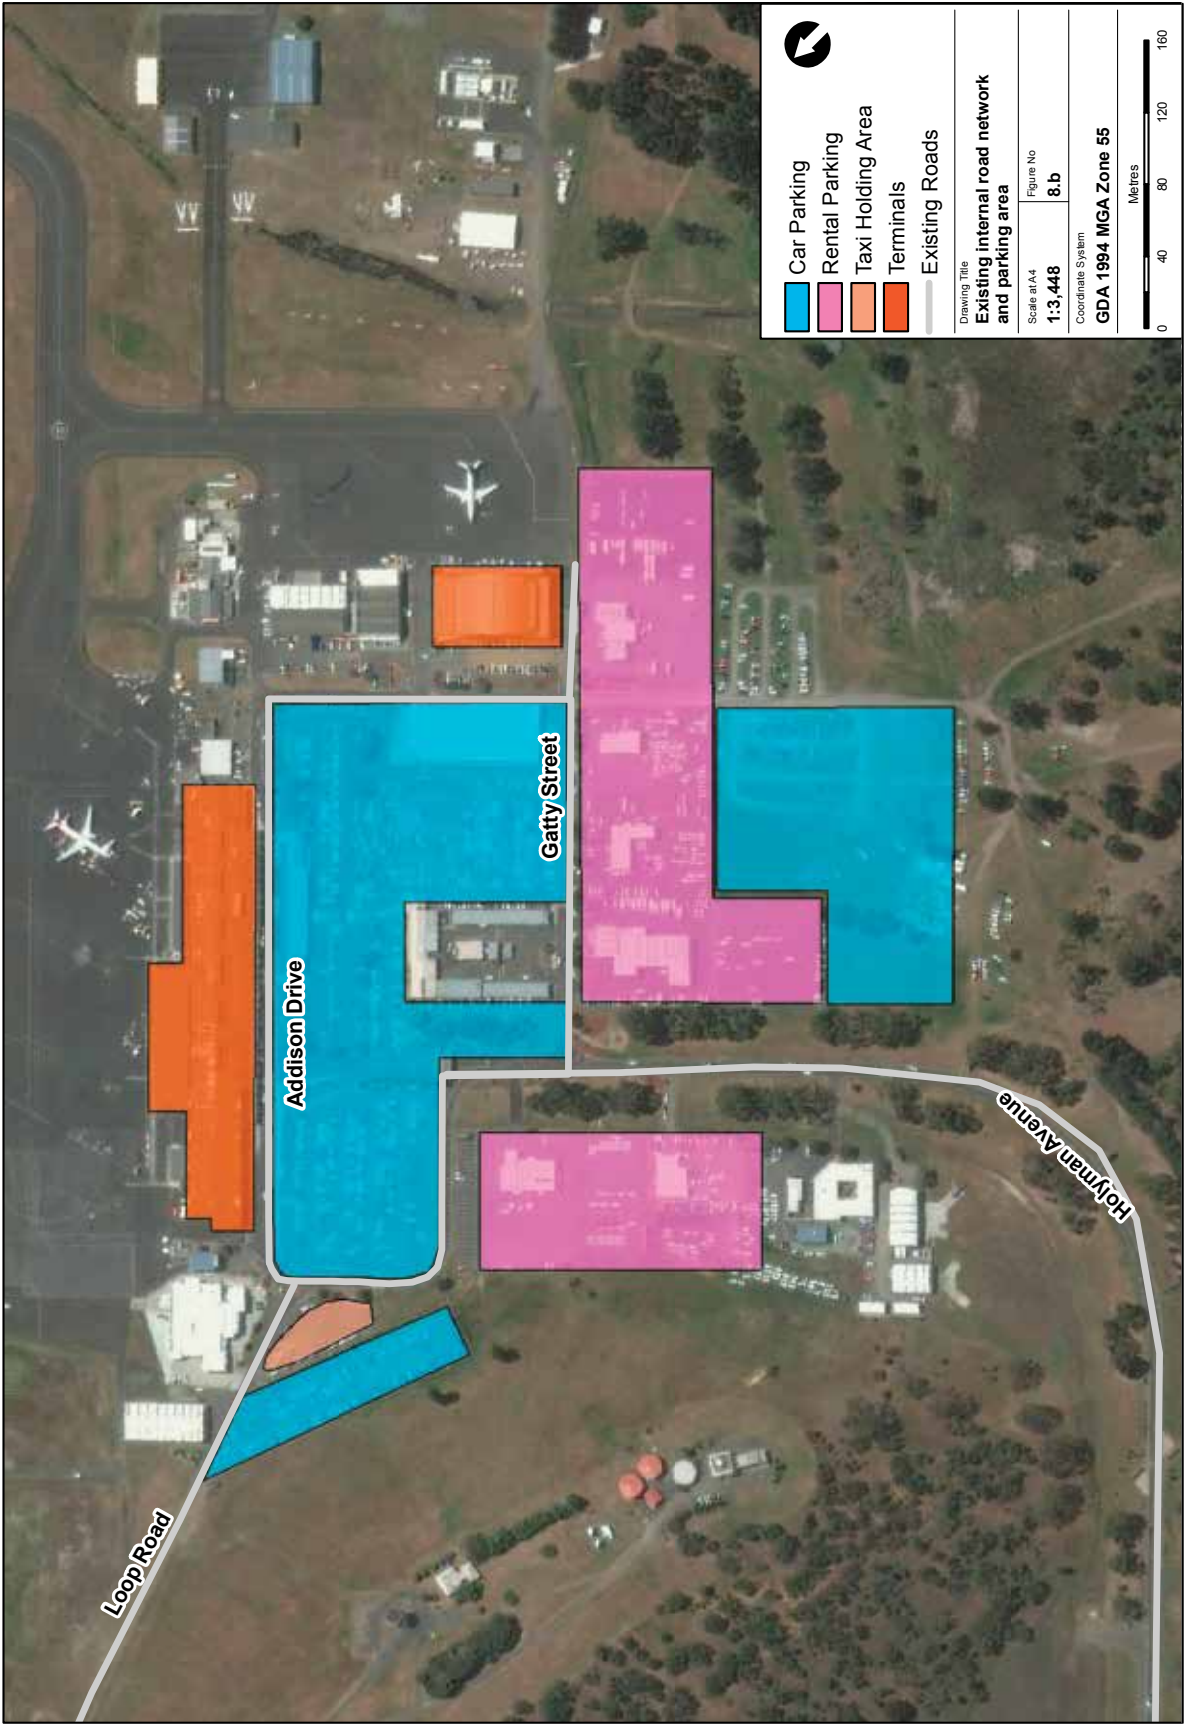 Loop Road
Addison Drive
Gatty Street
Holyman Avenue
Car Parking
Rental Parking
Taxi Holding Area
Terminals
Existing Roads
Drawing Title
Existing internal road network
and parking area
Scale at A4
1:3,448
Figure No
8.b
Coordinate System
GDA 1994 MGA Zone 55
Metres
0 40 80 120 160